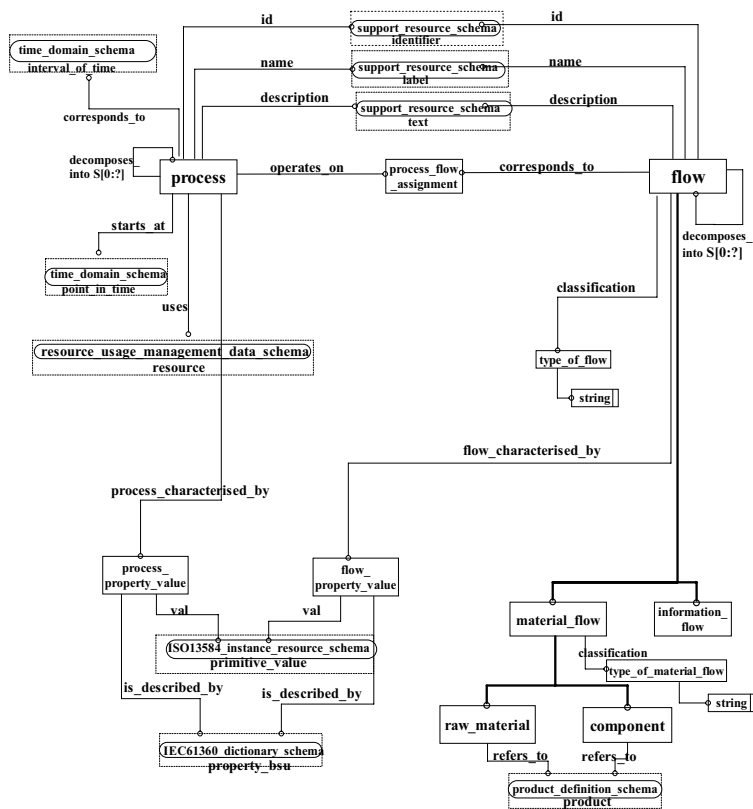 id
support_resource_schema
identifier
id
time_domain_schema
interval_of_time
name
support_resource_schema
label
name
description
support_resource_schema
text
description
corresponds_to
decomposes_
into S[0:?]
process
operates_on
process_flow
_assignment
corresponds_to
flow
decomposes_
into S[0:?]
starts_at
time_domain_schema
point_in_time
uses
classification
resource_usage_management_data_schema
resource
type_of_flow
string
flow_characterised_by
process_characterised_by
process_
property_value
flow_
property_value
val
val
ISO13584_instance_resource_schema
primitive_value
is_described_by
is_described_by
IEC61360_dictionary_schema
property_bsu
material_flow
information_
flow
classification
type_of_material_flow
string
raw_material
component
refers_to
refers_to
product_definition_schema
product